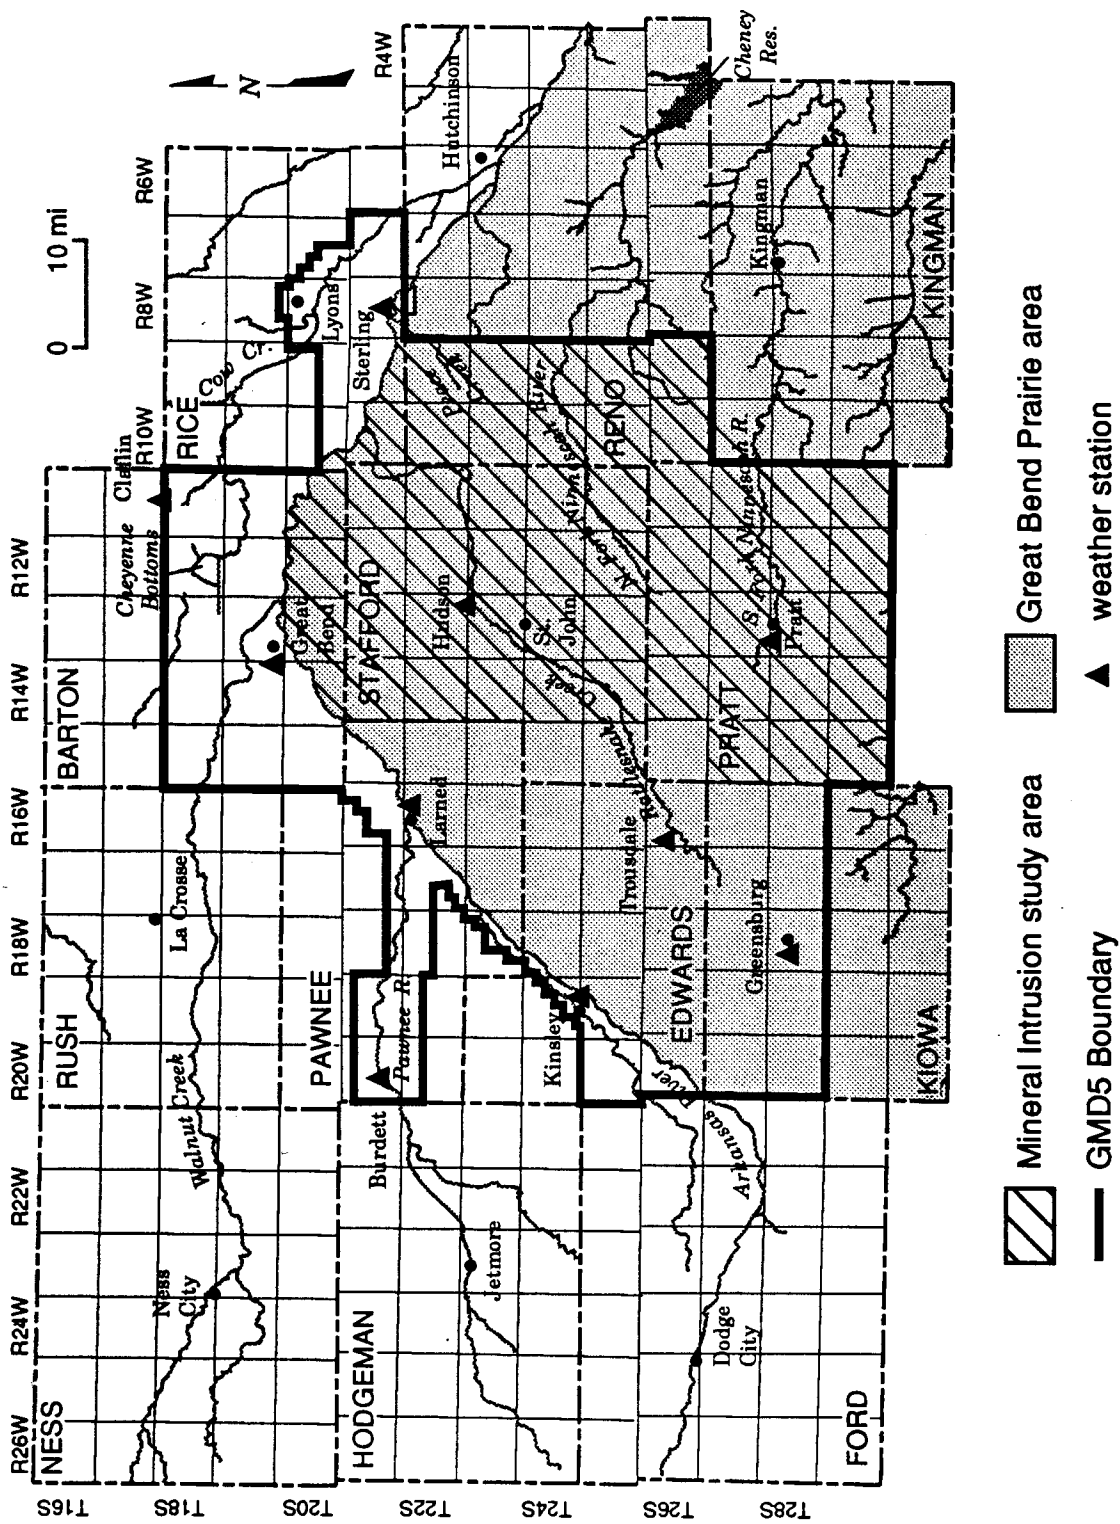 R26W
R24W
R22W
R20W
R18W
R16W
R14W
R12W
R10W
R8W
R6W
R4W
0 10 mi
N
T16S
T18S
T20S
T22S
T24S
T26S
T28S
NESS
RUSH
BARTON
RICE
HODGEMAN
PAWNEE
STAFFORD
RENO
FORD
EDWARDS
KIOWA
PRATT
KINGMAN
Ness
City
Walnut Creek
La Crosse
Cheyenne
Bottoms
Claflin
Cow Cr.
Lyons
Great
Bend
Sterling
Hutchinson
Jetmore
Burdett
Pawnee R.
Larned
Kinsley
Hudson
St.
John
Rattlesnake Creek
Peace
Creek
N. Fork Ninnescah River
Cheney
Res.
Dodge
City
Arkansas River
Trousdale
Greensburg
S. Fork Ninnescah R.
Pratt
Kingman
Mineral Intrusion study area
Great Bend Prairie area
GMD5 Boundary
weather station